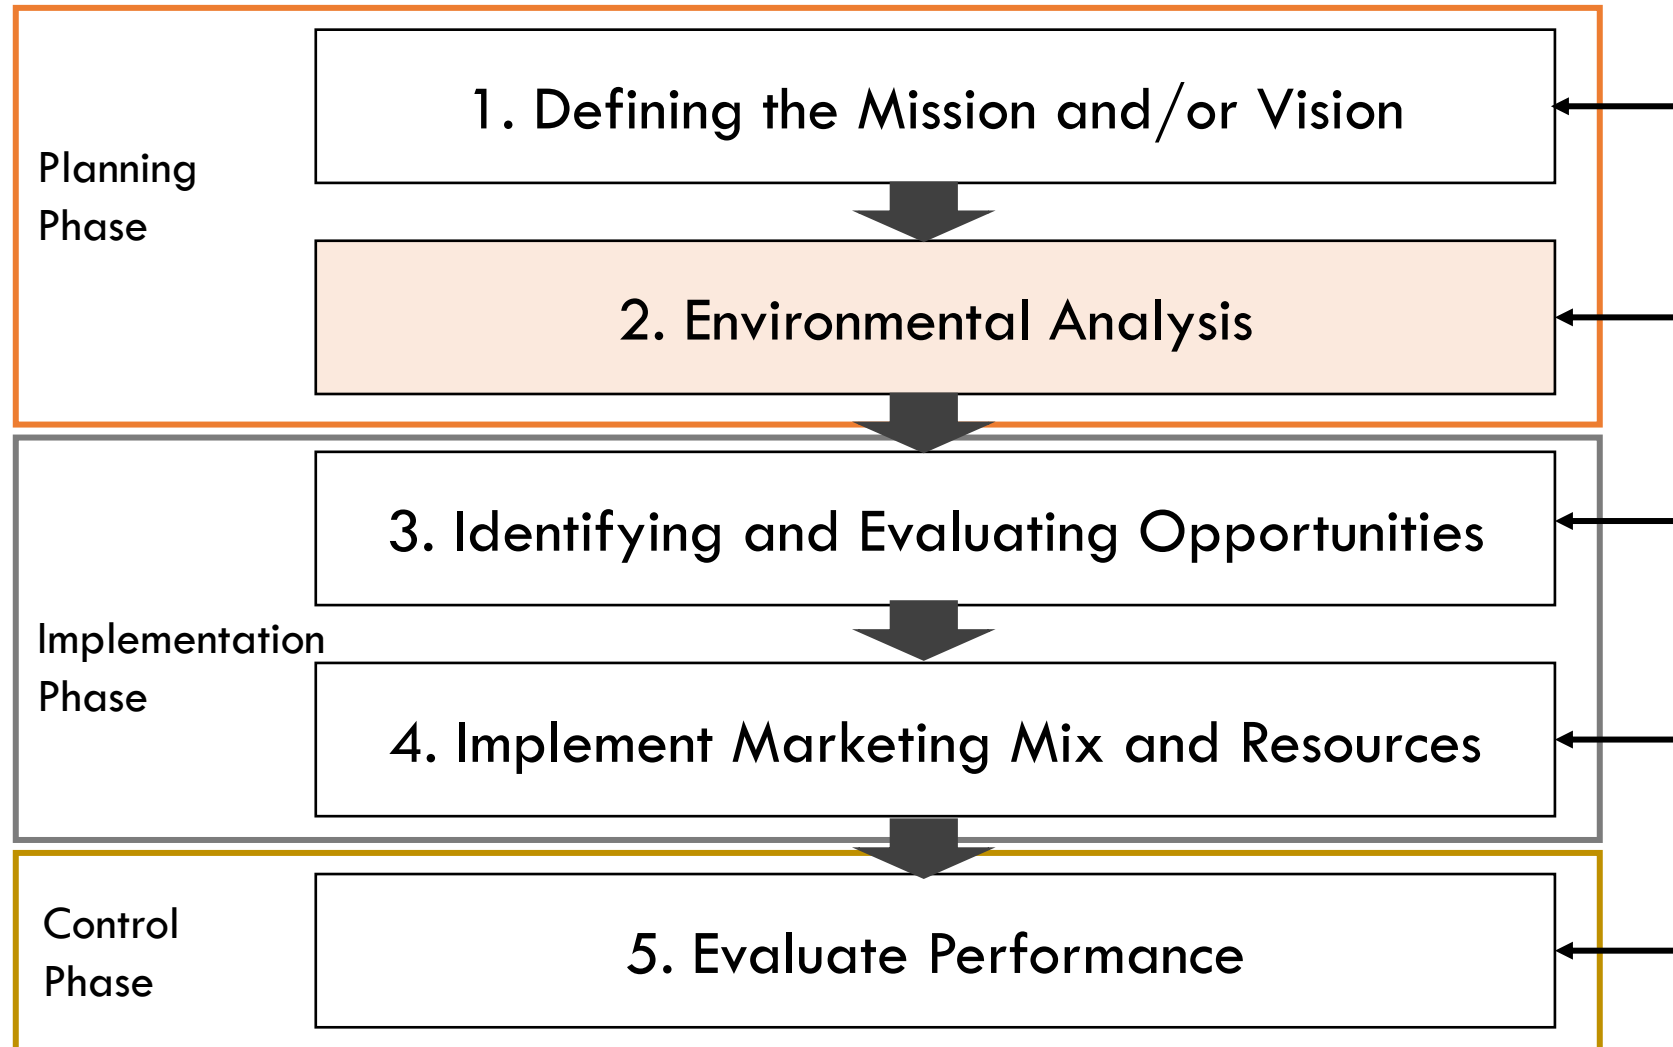 1. Defining the Mission and/or Vision
Planning
Phase
2. Environmental Analysis
3. Identifying and Evaluating Opportunities
Implementation
Phase
4. Implement Marketing Mix and Resources
Control
Phase
5. Evaluate Performance